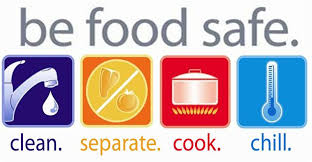 be food safe.
clean. separate. cook. chill.